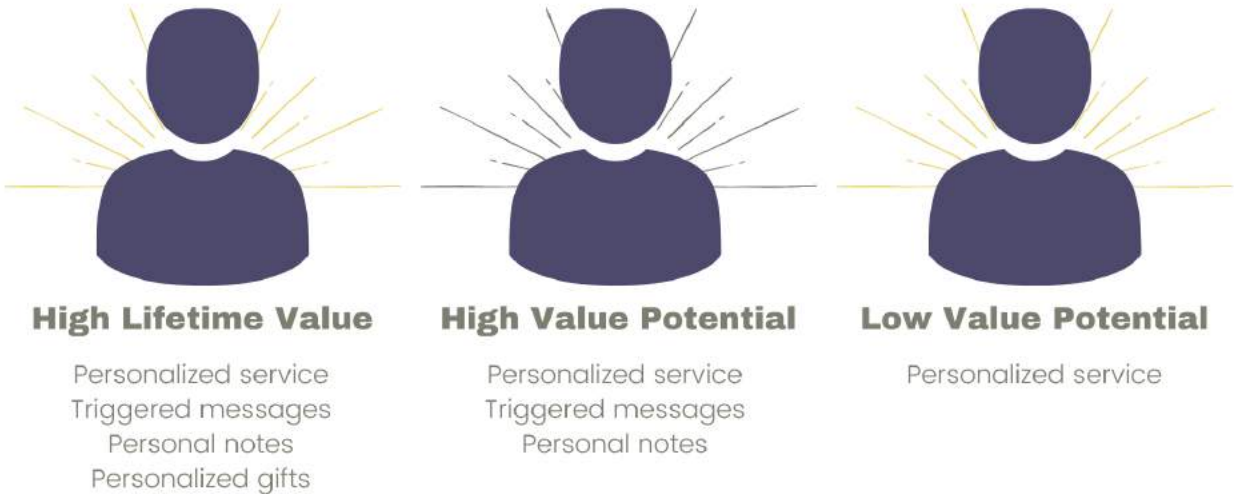 High Lifetime Value
Personalized service
Triggered messages
Personal notes
Personalized gifts
High Value Potential
Personalized service
Triggered messages
Personal notes
Low Value Potential
Personalized service